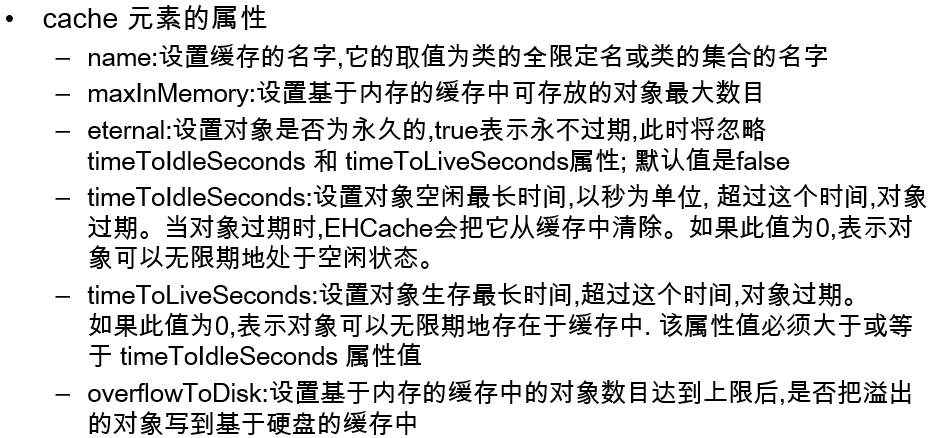 • cache 元素的属性
– name:设置缓存的名字,它的取值为类的全限定名或类的集合的名字
– maxInMemory:设置基于内存的缓存中可存放的对象最大数目
– eternal:设置对象是否为永久的,true表示永不过期,此时将忽略
timeToIdleSeconds 和 timeToLiveSeconds属性; 默认值是false
– timeToIdleSeconds:设置对象空闲最长时间,以秒为单位, 超过这个时间,对象
过期。当对象过期时,EHCache会把它从缓存中清除。如果此值为0,表示对
象可以无限期地处于空闲状态。
– timeToLiveSeconds:设置对象生存最长时间,超过这个时间,对象过期。
如果此值为0,表示对象可以无限期地存在于缓存中. 该属性值必须大于或等
于 timeToIdleSeconds 属性值
– overflowToDisk:设置基于内存的缓存中的对象数目达到上限后,是否把溢出
的对象写到基于硬盘的缓存中